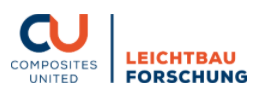 CU
COMPOSITES
UNITED
LEICHTBAU
FORSCHUNG